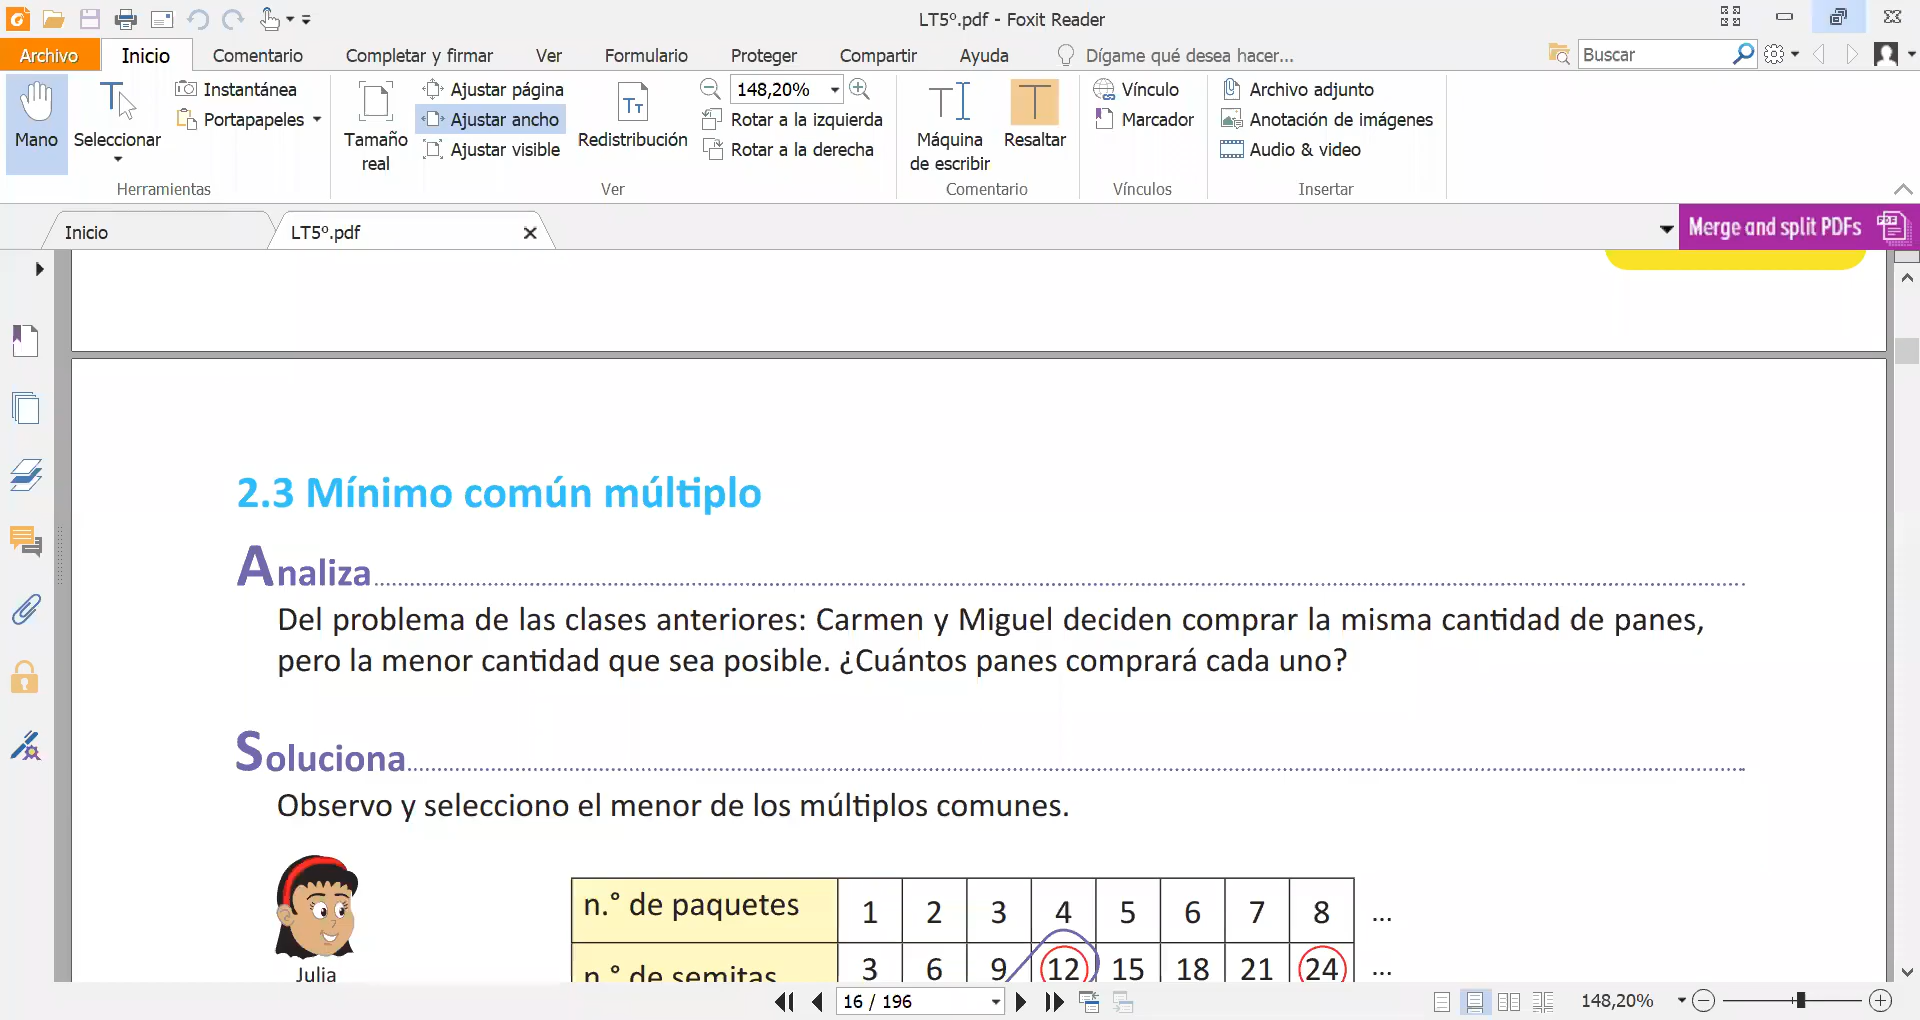 LT5º.pdf - Foxit Reader
Archivo Inicio Comentario Completar y firmar Ver Formulario Proteger Compartir Ayuda Dígame qué desea hacer... Buscar
Mano
Seleccionar
Instantánea
Portapapeles
Herramientas
Tamaño
real
Ajustar página
Ajustar ancho
Ajustar visible
Redistribución
148,20%
Rotar a la izquierda
Rotar a la derecha
Ver
Máquina
de escribir
Resaltar
Comentario
Vínculo
Marcador
Vínculos
Archivo adjunto
Anotación de imágenes
Audio & video
Insertar
Inicio LT5º.pdf Merge and split PDFs
2.3 Mínimo común múltiplo
Analiza
Del problema de las clases anteriores: Carmen y Miguel deciden comprar la misma cantidad de panes,
pero la menor cantidad que sea posible. ¿Cuántos panes comprará cada uno?
Soluciona
Observo y selecciono el menor de los múltiplos comunes.
Julia
n.° de paquetes 1 2 3 4 5 6 7 8 ...
n.° de semitas 3 6 9 12 15 18 21 24 ...
16 / 196 148,20%